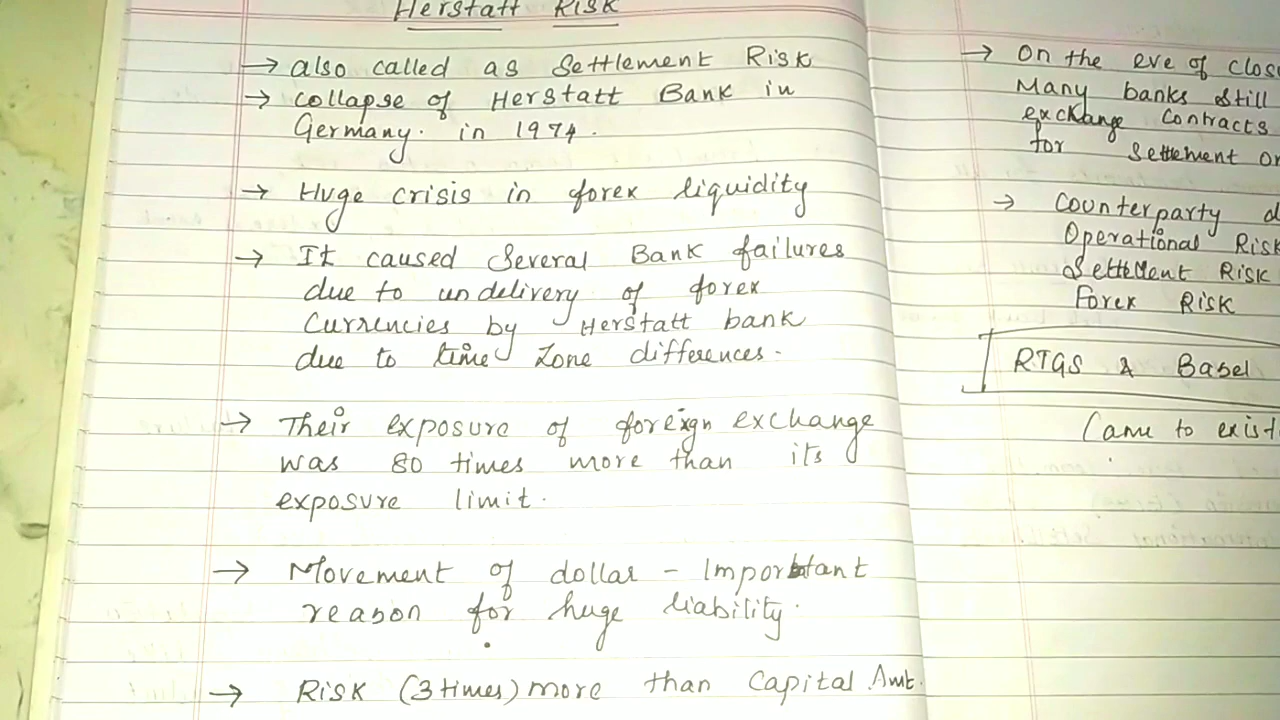 Herstatt Risk
→ also called as Settlement Risk
→ collapse of Herstatt Bank in
Germany. in 1974.
→ Huge crisis in forex liquidity
→ It caused Several Bank failures
due to undelivery of forex
Currencies by Herstatt bank
due to time Zone differences.
→ Their exposure of foreign exchange
was 80 times more than its
exposure limit.
→ Movement of dollar - Important
reason for huge liability.
→ Risk (3 times) more than Capital Amt.
→ On the eve of
Many banks still
exchange Contracts
for Settlement
→ Counterparty
Operational Risk
Settlement Risk
Forex Risk
RTGS & Basel
Came to